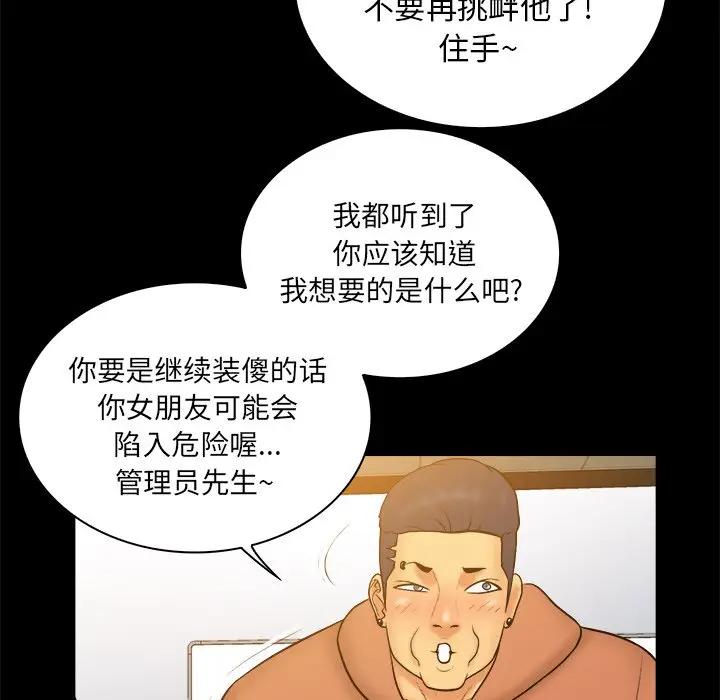 不要再挑衅他了!
住手~
我都听到了
你应该知道
我想要的是什么吧?
你要是继续装傻的话
你女朋友可能会
陷入危险喔...
管理员先生~